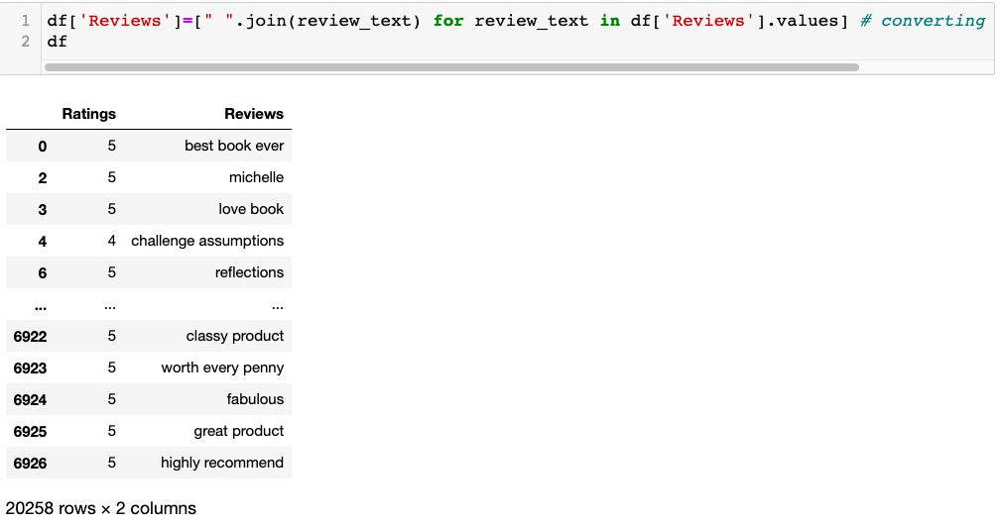 1 df['Reviews']=[" ".join(review_text) for review_text in df['Reviews'].values] # converting
2 df
Ratings Reviews
0 5 best book ever
2 5 michelle
3 5 love book
4 4 challenge assumptions
6 5 reflections
... ... ...
6922 5 classy product
6923 5 worth every penny
6924 5 fabulous
6925 5 great product
6926 5 highly recommend
20258 rows × 2 columns